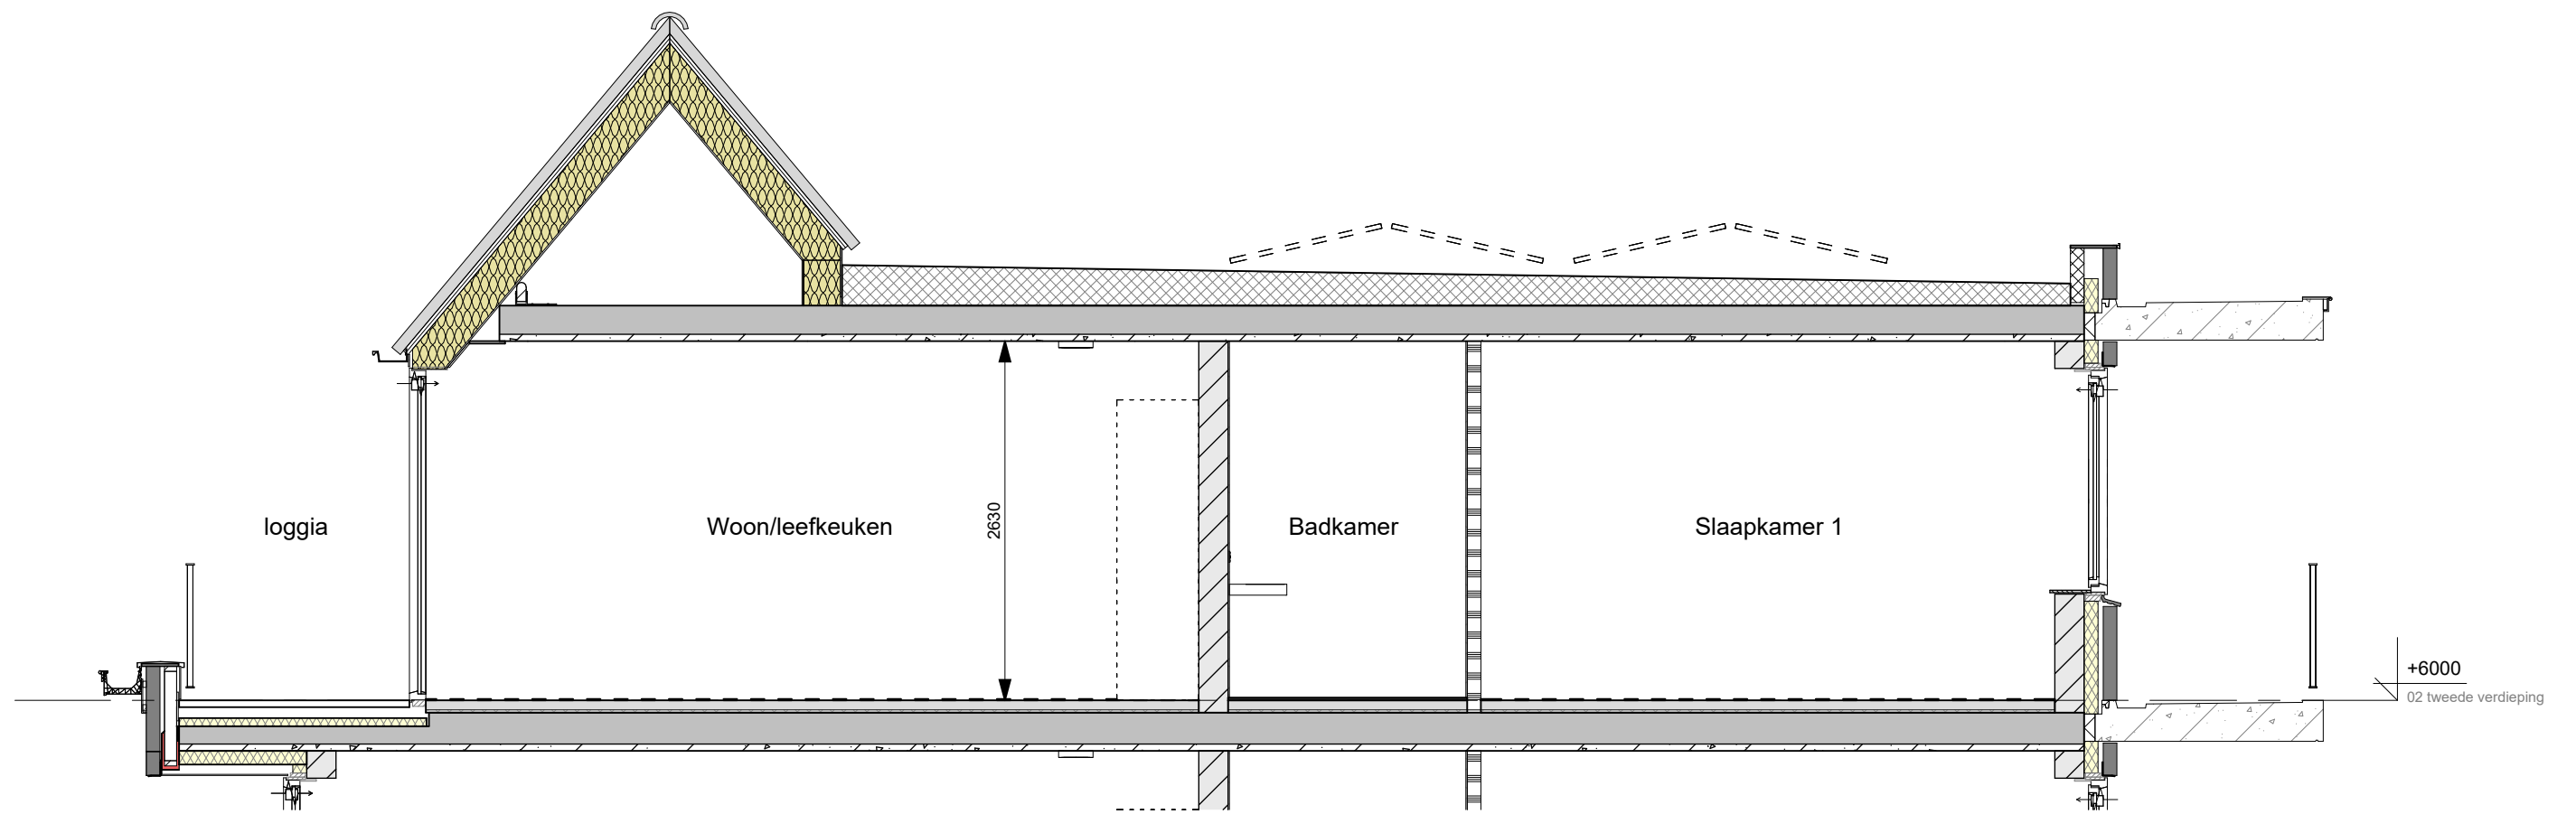 loggia
Woon/leefkeuken
2630
Badkamer
Slaapkamer 1
+6000
02 tweede verdieping